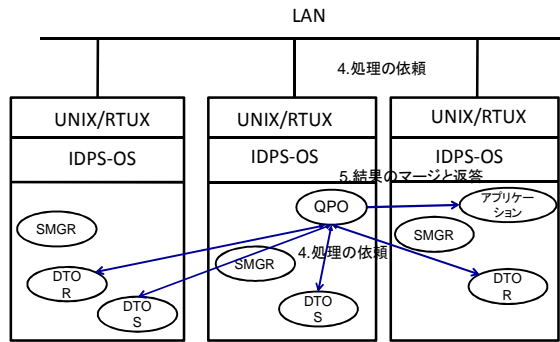 LAN
4.処理の依頼
UNIX/RTUX
UNIX/RTUX
UNIX/RTUX
IDPS-OS
IDPS-OS
IDPS-OS
5.結果のマージと返答
QPO
アプリケー
ション
SMGR
SMGR
SMGR
4.処理の依頼
DTO
R
DTO
S
DTO
S
DTO
R